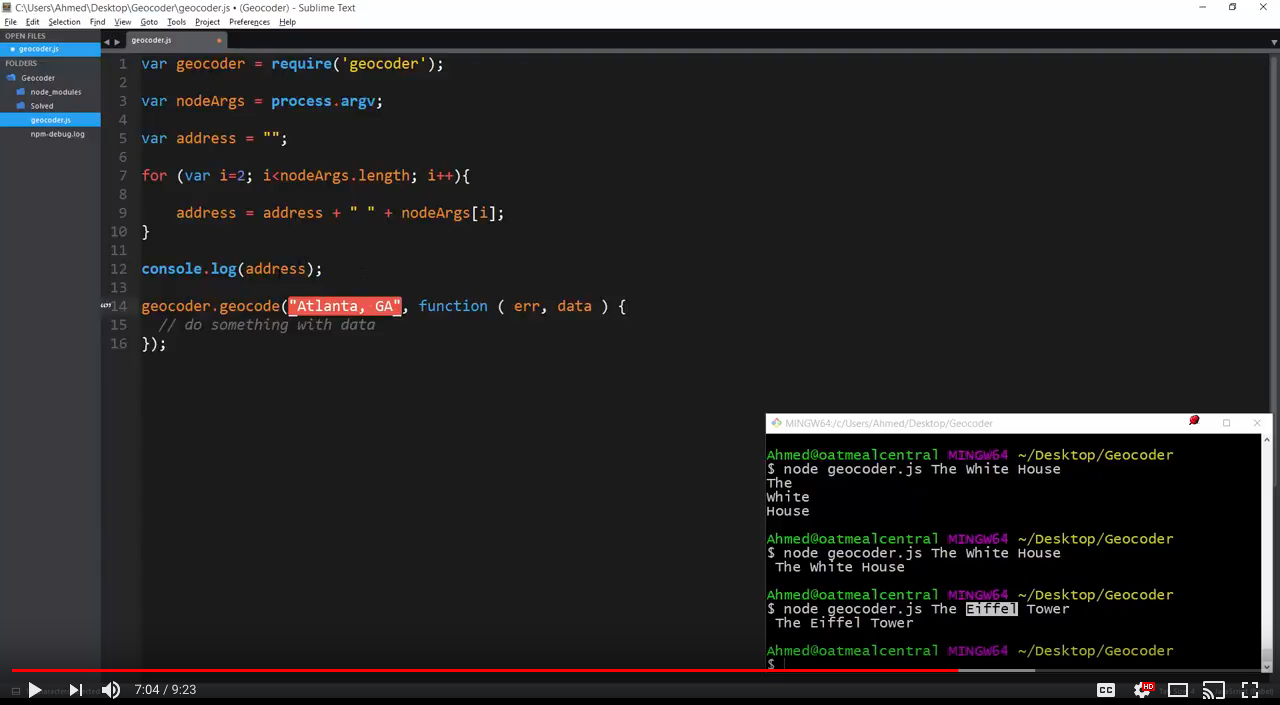 C:\Users\Ahmed\Desktop\Geocoder\geocoder.js • (Geocoder) - Sublime Text
File Edit Selection Find View Goto Tools Project Preferences Help
OPEN FILES
geocoder.js
FOLDERS
Geocoder
node_modules
Solved
geocoder.js
npm-debug.log
geocoder.js
1 var geocoder = require('geocoder');
2
3 var nodeArgs = process.argv;
4
5 var address = "";
6
7 for (var i=2; i<nodeArgs.length; i++){
8
9 address = address + " " + nodeArgs[i];
10 }
11
12 console.log(address);
13
14 geocoder.geocode("Atlanta, GA", function ( err, data ) {
15 // do something with data
16 });
MINGW64:/c/Users/Ahmed/Desktop/Geocoder
Ahmed@oatmealcentral MINGW64 ~/Desktop/Geocoder
$ node geocoder.js The White House
The
White
House
Ahmed@oatmealcentral MINGW64 ~/Desktop/Geocoder
$ node geocoder.js The White House
The White House
Ahmed@oatmealcentral MINGW64 ~/Desktop/Geocoder
$ node geocoder.js The Eiffel Tower
The Eiffel Tower
Ahmed@oatmealcentral MINGW64 ~/Desktop/Geocoder
$
7:04 / 9:23
CC
HD